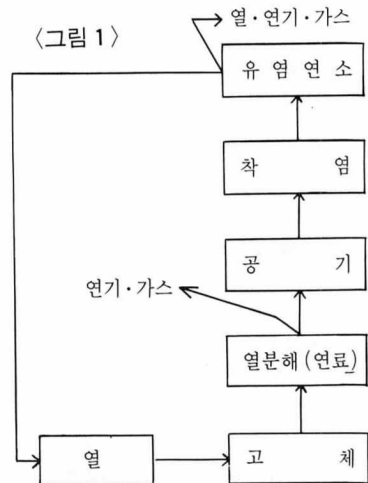 열·연기·가스
〈그림 1〉
유 염 연 소
착 염
공 기
연기·가스
열분해 (연료)
열
고 체